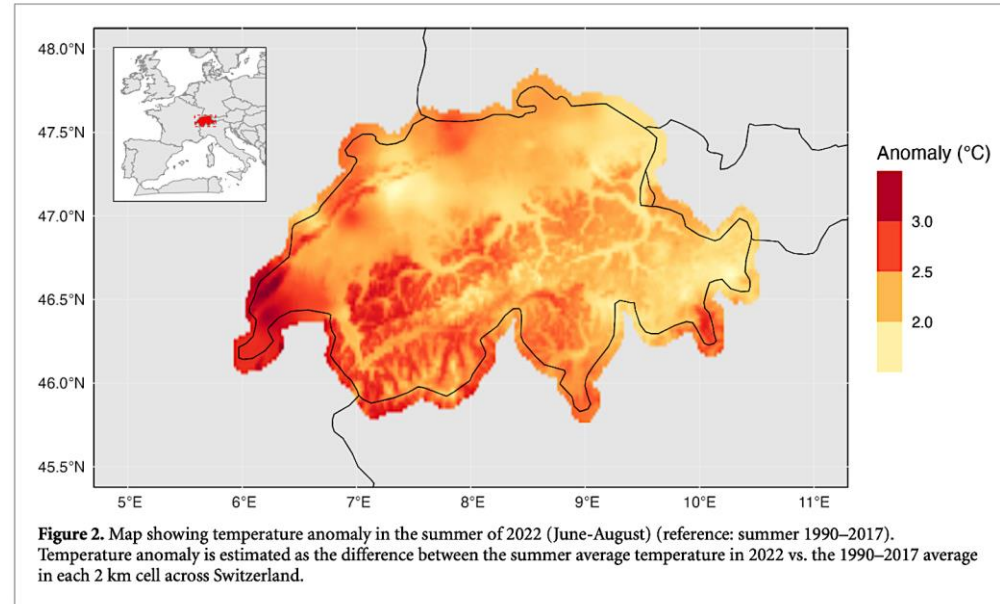 48.0°N
47.5°N
47.0°N
46.5°N
46.0°N
45.5°N
5°E 6°E 7°E 8°E 9°E 10°E 11°E
Anomaly (°C)
3.0
2.5
2.0
Figure 2. Map showing temperature anomaly in the summer of 2022 (June-August) (reference: summer 1990–2017).
Temperature anomaly is estimated as the difference between the summer average temperature in 2022 vs. the 1990–2017 average
in each 2 km cell across Switzerland.